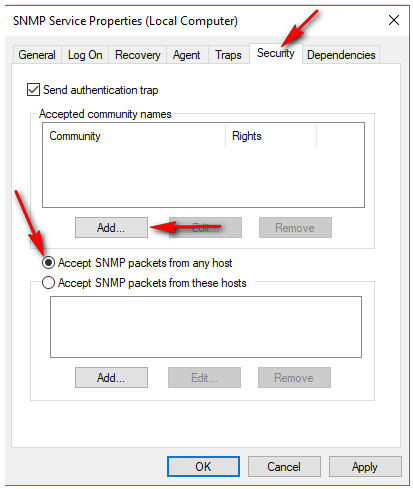 SNMP Service Properties (Local Computer)
General Log On Recovery Agent Traps Security Dependencies
Send authentication trap
Accepted community names
Community Rights
Add... Edit... Remove
Accept SNMP packets from any host
Accept SNMP packets from these hosts
Add... Edit... Remove
OK Cancel Apply